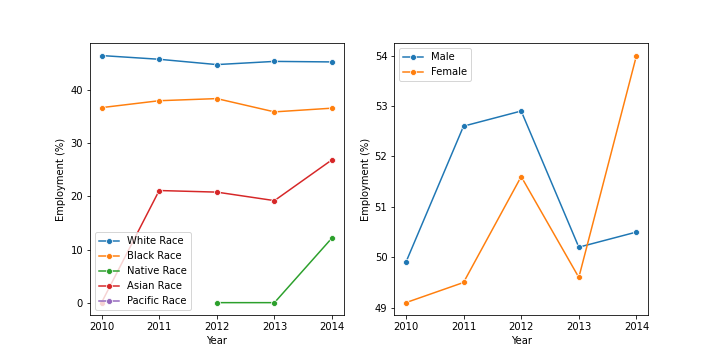 Employment (%)
40
30
20
10
0
White Race
Black Race
Native Race
Asian Race
Pacific Race
2010 2011 2012 2013 2014
Year
Employment (%)
54
53
52
51
50
49
Male
Female
2010 2011 2012 2013 2014
Year